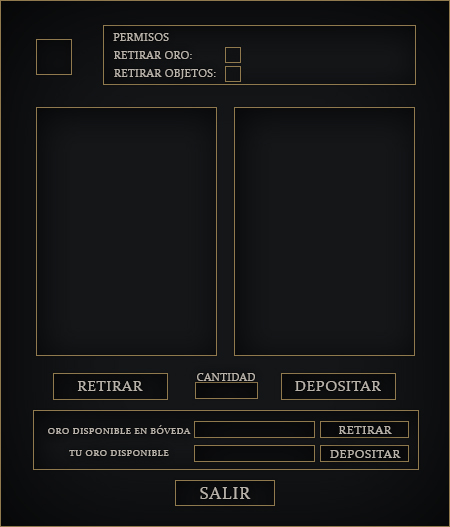 PERMISOS
RETIRAR ORO:
RETIRAR OBJETOS:
RETIRAR
CANTIDAD
DEPOSITAR
ORO DISPONIBLE EN BÓVEDA
RETIRAR
TU ORO DISPONIBLE
DEPOSITAR
SALIR